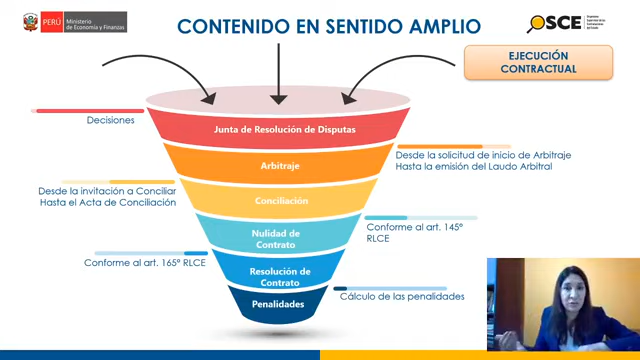 PERÚ
Ministerio
de Economía y Finanzas
CONTENIDO EN SENTIDO AMPLIO
OSCE
EJECUCIÓN
CONTRACTUAL
Decisiones
Junta de Resolución de Disputas
Arbitraje
Desde la solicitud de inicio de Arbitraje
Hasta la emisión del Laudo Arbitral
Desde la invitación a Conciliar
Hasta el Acta de Conciliación
Conciliación
Nulidad de
Contrato
Conforme al art. 145°
RLCE
Conforme al art. 165° RLCE
Resolución de
Contrato
Penalidades
Cálculo de las penalidades